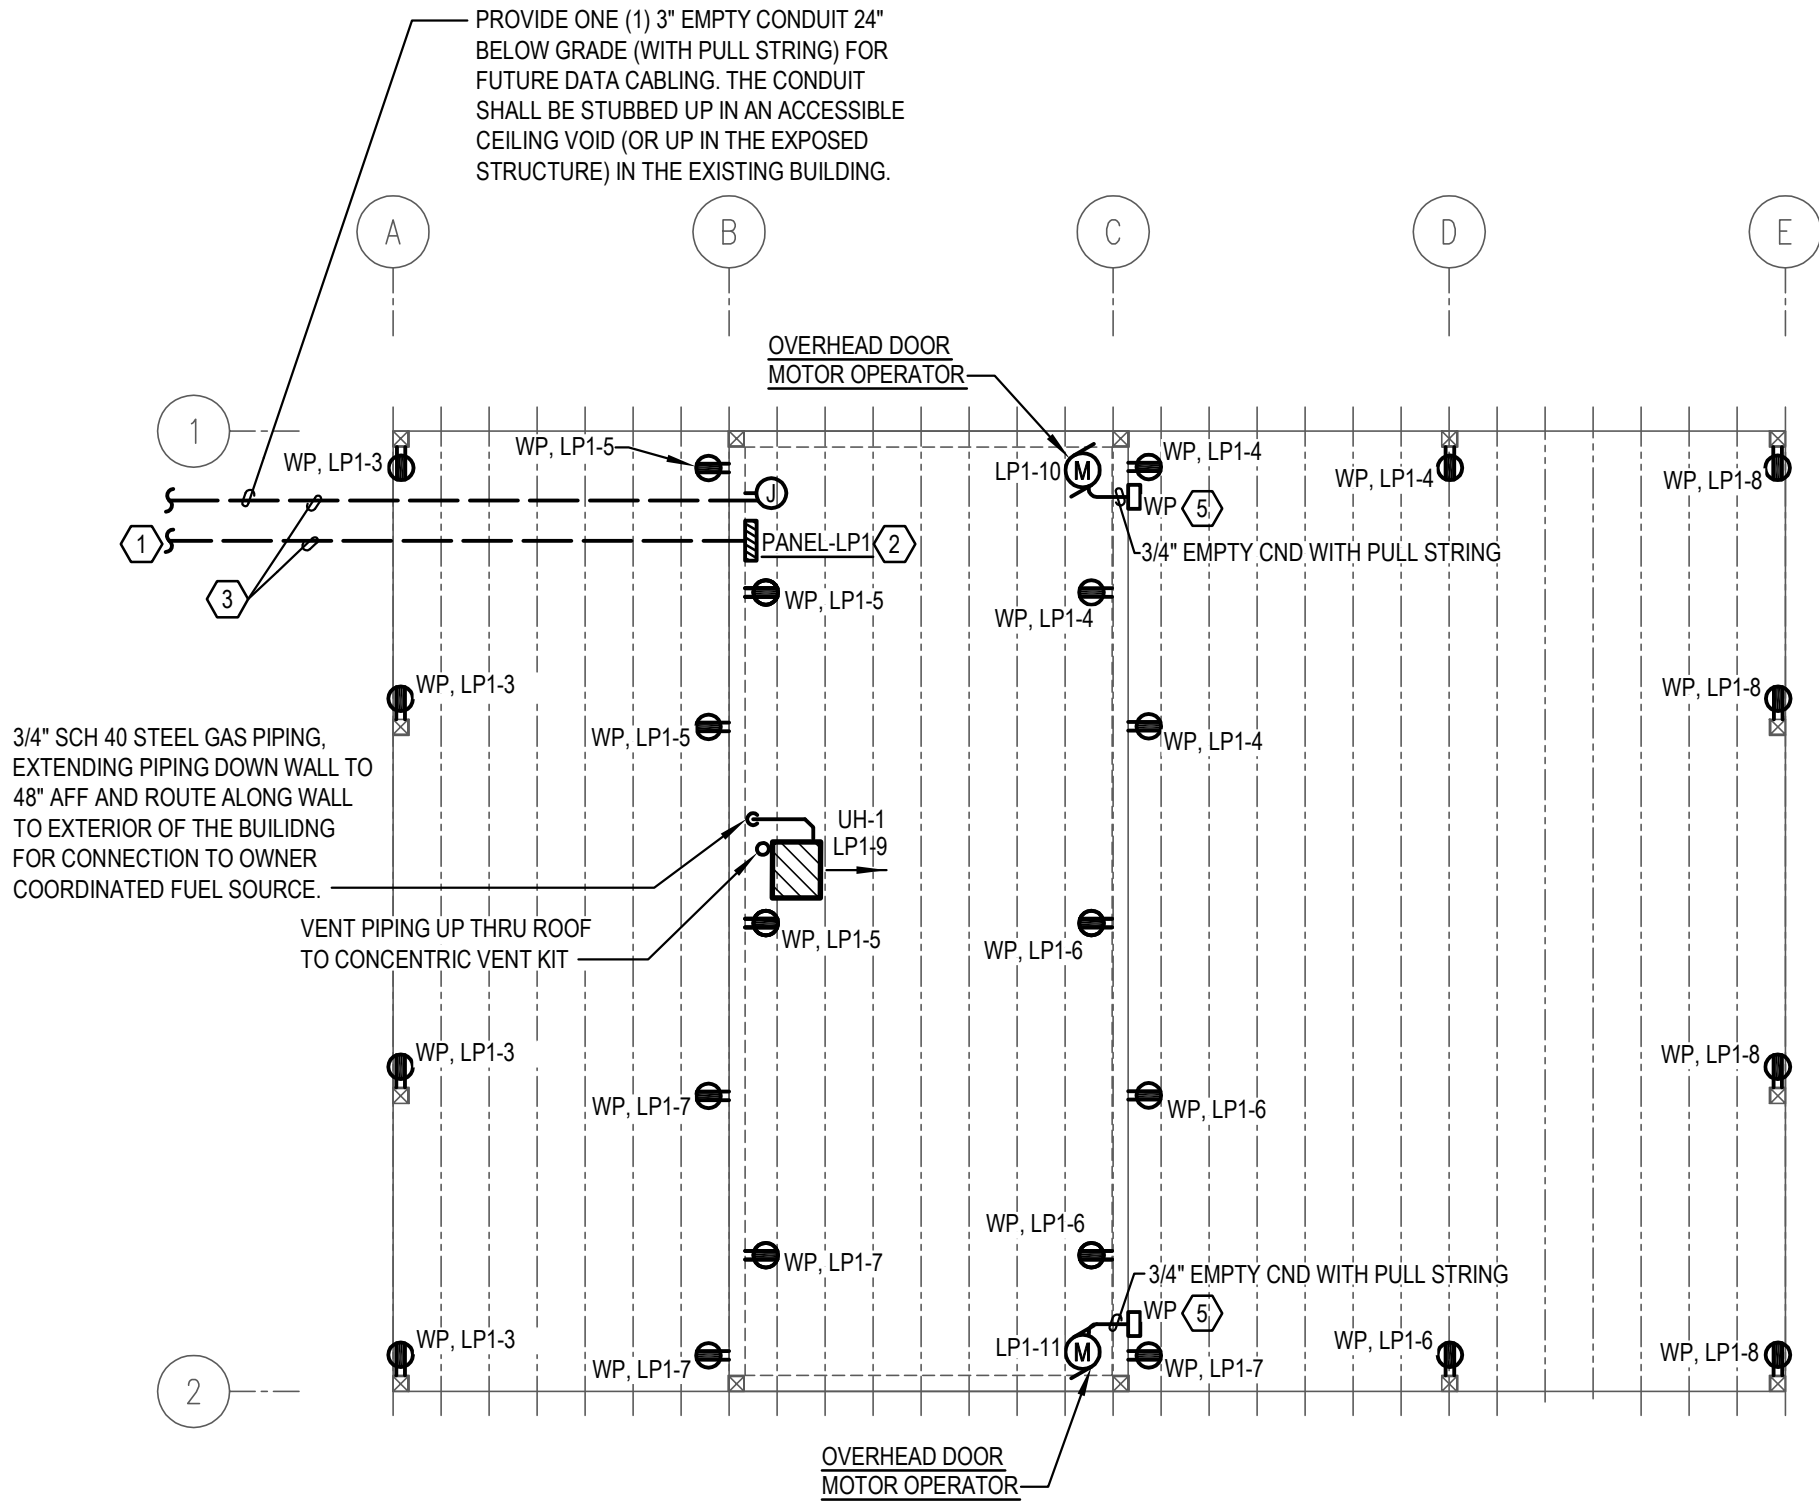 PROVIDE ONE (1) 3" EMPTY CONDUIT 24"
BELOW GRADE (WITH PULL STRING) FOR
FUTURE DATA CABLING. THE CONDUIT
SHALL BE STUBBED UP IN AN ACCESSIBLE
CEILING VOID (OR UP IN THE EXPOSED
STRUCTURE) IN THE EXISTING BUILDING.
A
B
C
D
E
OVERHEAD DOOR
MOTOR OPERATOR
1
WP, LP1-3
WP, LP1-5
LP1-10
M
WP, LP1-4
WP, LP1-4
WP, LP1-8
J
WP
5
1
PANEL-LP1
2
3/4" EMPTY CND WITH PULL STRING
3
WP, LP1-5
WP, LP1-4
WP, LP1-3
WP, LP1-8
WP, LP1-5
WP, LP1-4
3/4" SCH 40 STEEL GAS PIPING,
EXTENDING PIPING DOWN WALL TO
48" AFF AND ROUTE ALONG WALL
TO EXTERIOR OF THE BUILIDNG
FOR CONNECTION TO OWNER
COORDINATED FUEL SOURCE.
UH-1
LP1-9
VENT PIPING UP THRU ROOF
TO CONCENTRIC VENT KIT
WP, LP1-5
WP, LP1-6
WP, LP1-3
WP, LP1-8
WP, LP1-7
WP, LP1-6
WP, LP1-6
WP, LP1-7
3/4" EMPTY CND WITH PULL STRING
WP
5
WP, LP1-3
WP, LP1-7
LP1-11
M
WP, LP1-7
WP, LP1-6
WP, LP1-8
2
OVERHEAD DOOR
MOTOR OPERATOR